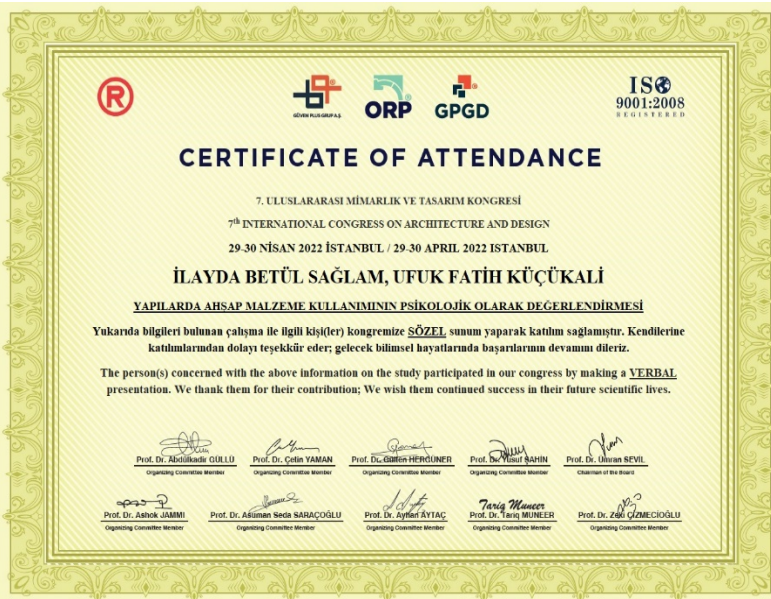 R
GÜVEN PLUS GRUP A.Ş.
ORP
GPGD
ISO
9001:2008
REGISTERED
CERTIFICATE OF ATTENDANCE
7. ULUSLARARASI MİMARLIK VE TASARIM KONGRESİ
7th INTERNATIONAL CONGRESS ON ARCHITECTURE AND DESIGN
29-30 NİSAN 2022 İSTANBUL / 29-30 APRIL 2022 ISTANBUL
İLAYDA BETÜL SAĞLAM, UFUK FATİH KÜÇÜKALİ
YAPILARDA AHŞAP MALZEME KULLANIMININ PSİKOLOJİK OLARAK DEĞERLENDİRMESİ
Yukarıda bilgileri bulunan çalışma ile ilgili kişi(ler) kongremize SÖZEL sunum yaparak katılım sağlamıştır. Kendilerine
katılımlarından dolayı teşekkür eder; gelecek bilimsel hayatlarında başarılarının devamını dileriz.
The person(s) concerned with the above information on the study participated in our congress by making a VERBAL
presentation. We thank them for their contribution; We wish them continued success in their future scientific lives.
Prof. Dr. Abdülkadir GÜLLÜ
Organizing Committee Member
Prof. Dr. Çetin YAMAN
Organizing Committee Member
Prof. Dr. Gülten HERGÜNER
Organizing Committee Member
Prof. Dr. Yusuf ŞAHİN
Organizing Committee Member
Prof. Dr. Ümran SEVİL
Chairman of the Board
Prof. Dr. Ashok JAMMI
Organizing Committee Member
Prof. Dr. Asuman Seda SARAÇOĞLU
Organizing Committee Member
Prof. Dr. Ayhan AYTAÇ
Organizing Committee Member
Tariq Muneer
Prof. Dr. Tariq MUNEER
Organizing Committee Member
Prof. Dr. Zeki ÇİZMECİOĞLU
Organizing Committee Member